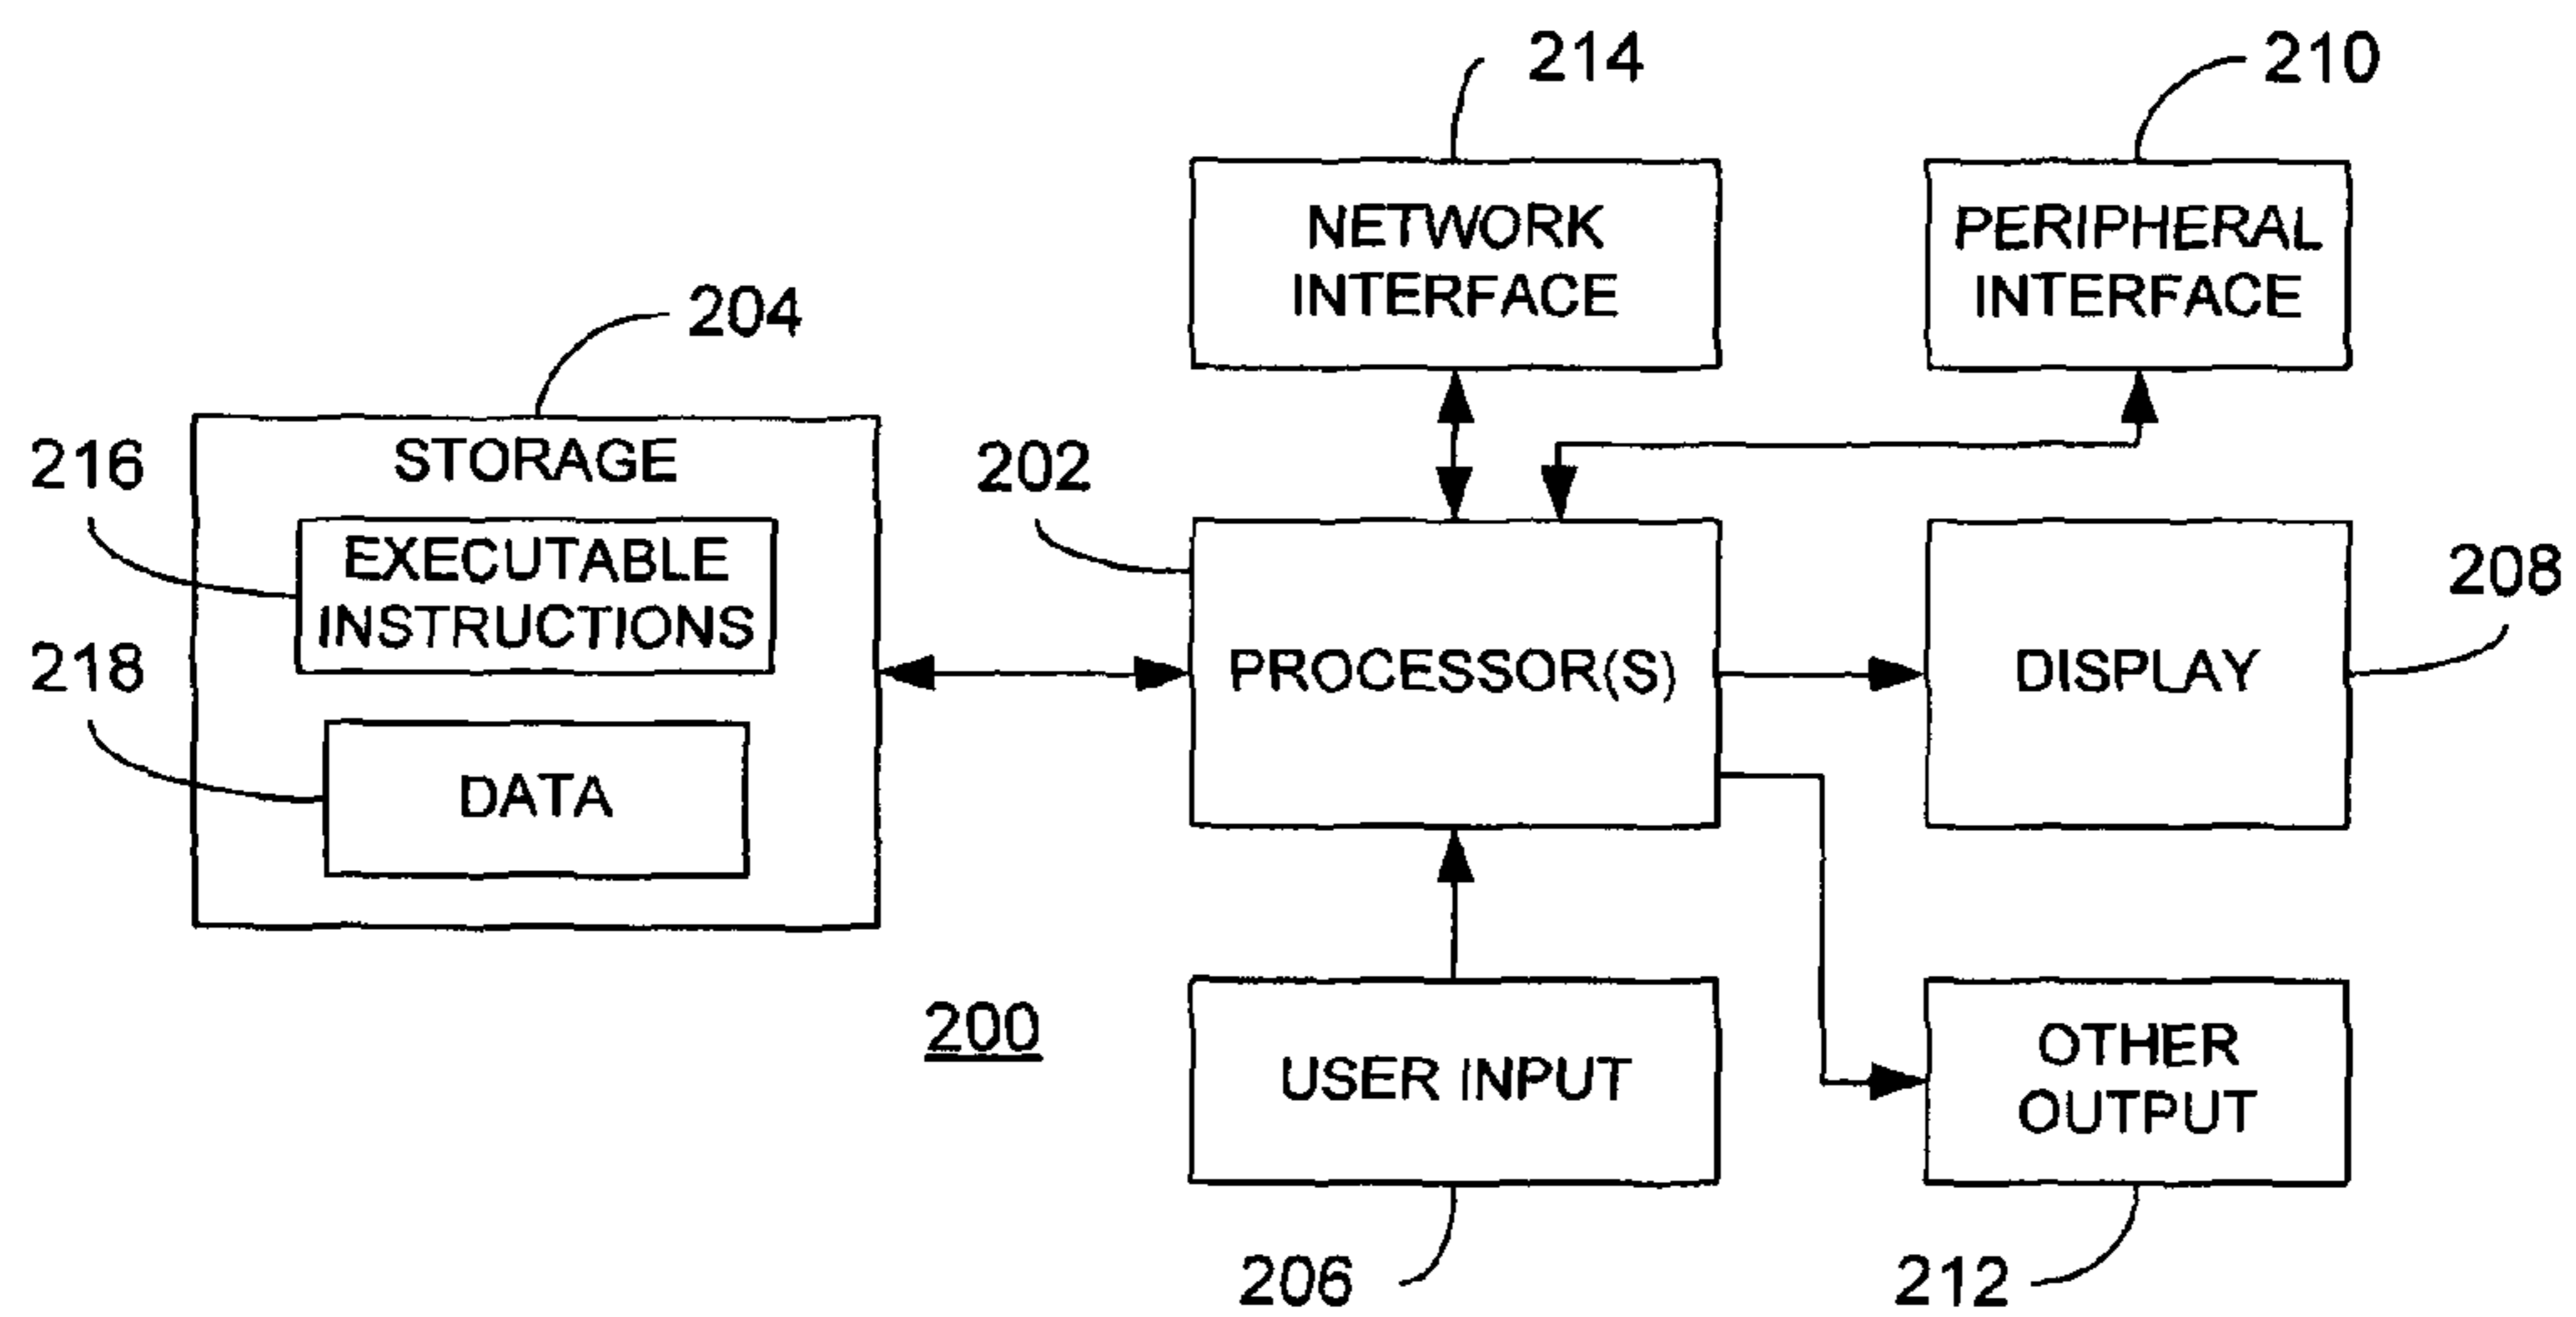 214
210
NETWORK
INTERFACE
PERIPHERAL
INTERFACE
204
STORAGE
216
EXECUTABLE
INSTRUCTIONS
218
DATA
202
PROCESSOR(S)
DISPLAY
208
200
USER INPUT
OTHER
OUTPUT
206
212